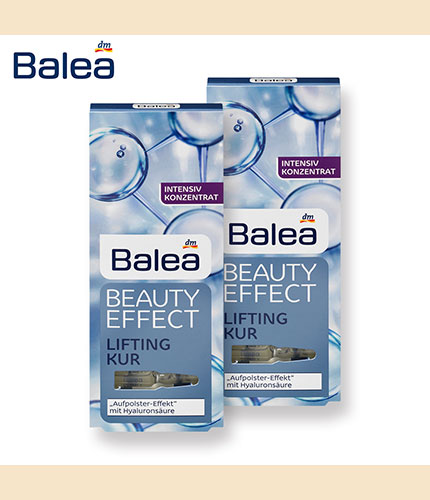 dm
Balea
Balea
INTENSIV
KONZENTRAT
dm
Balea
BEAUTY
EFFECT
LIFTING
KUR
„Aufpolster-Effekt“
mit Hyaluronsäure
Balea
INTENSIV
KONZENTRAT
dm
Balea
BEAUTY
EFFECT
LIFTING
KUR
„Aufpolster-Effekt“
mit Hyaluronsäure